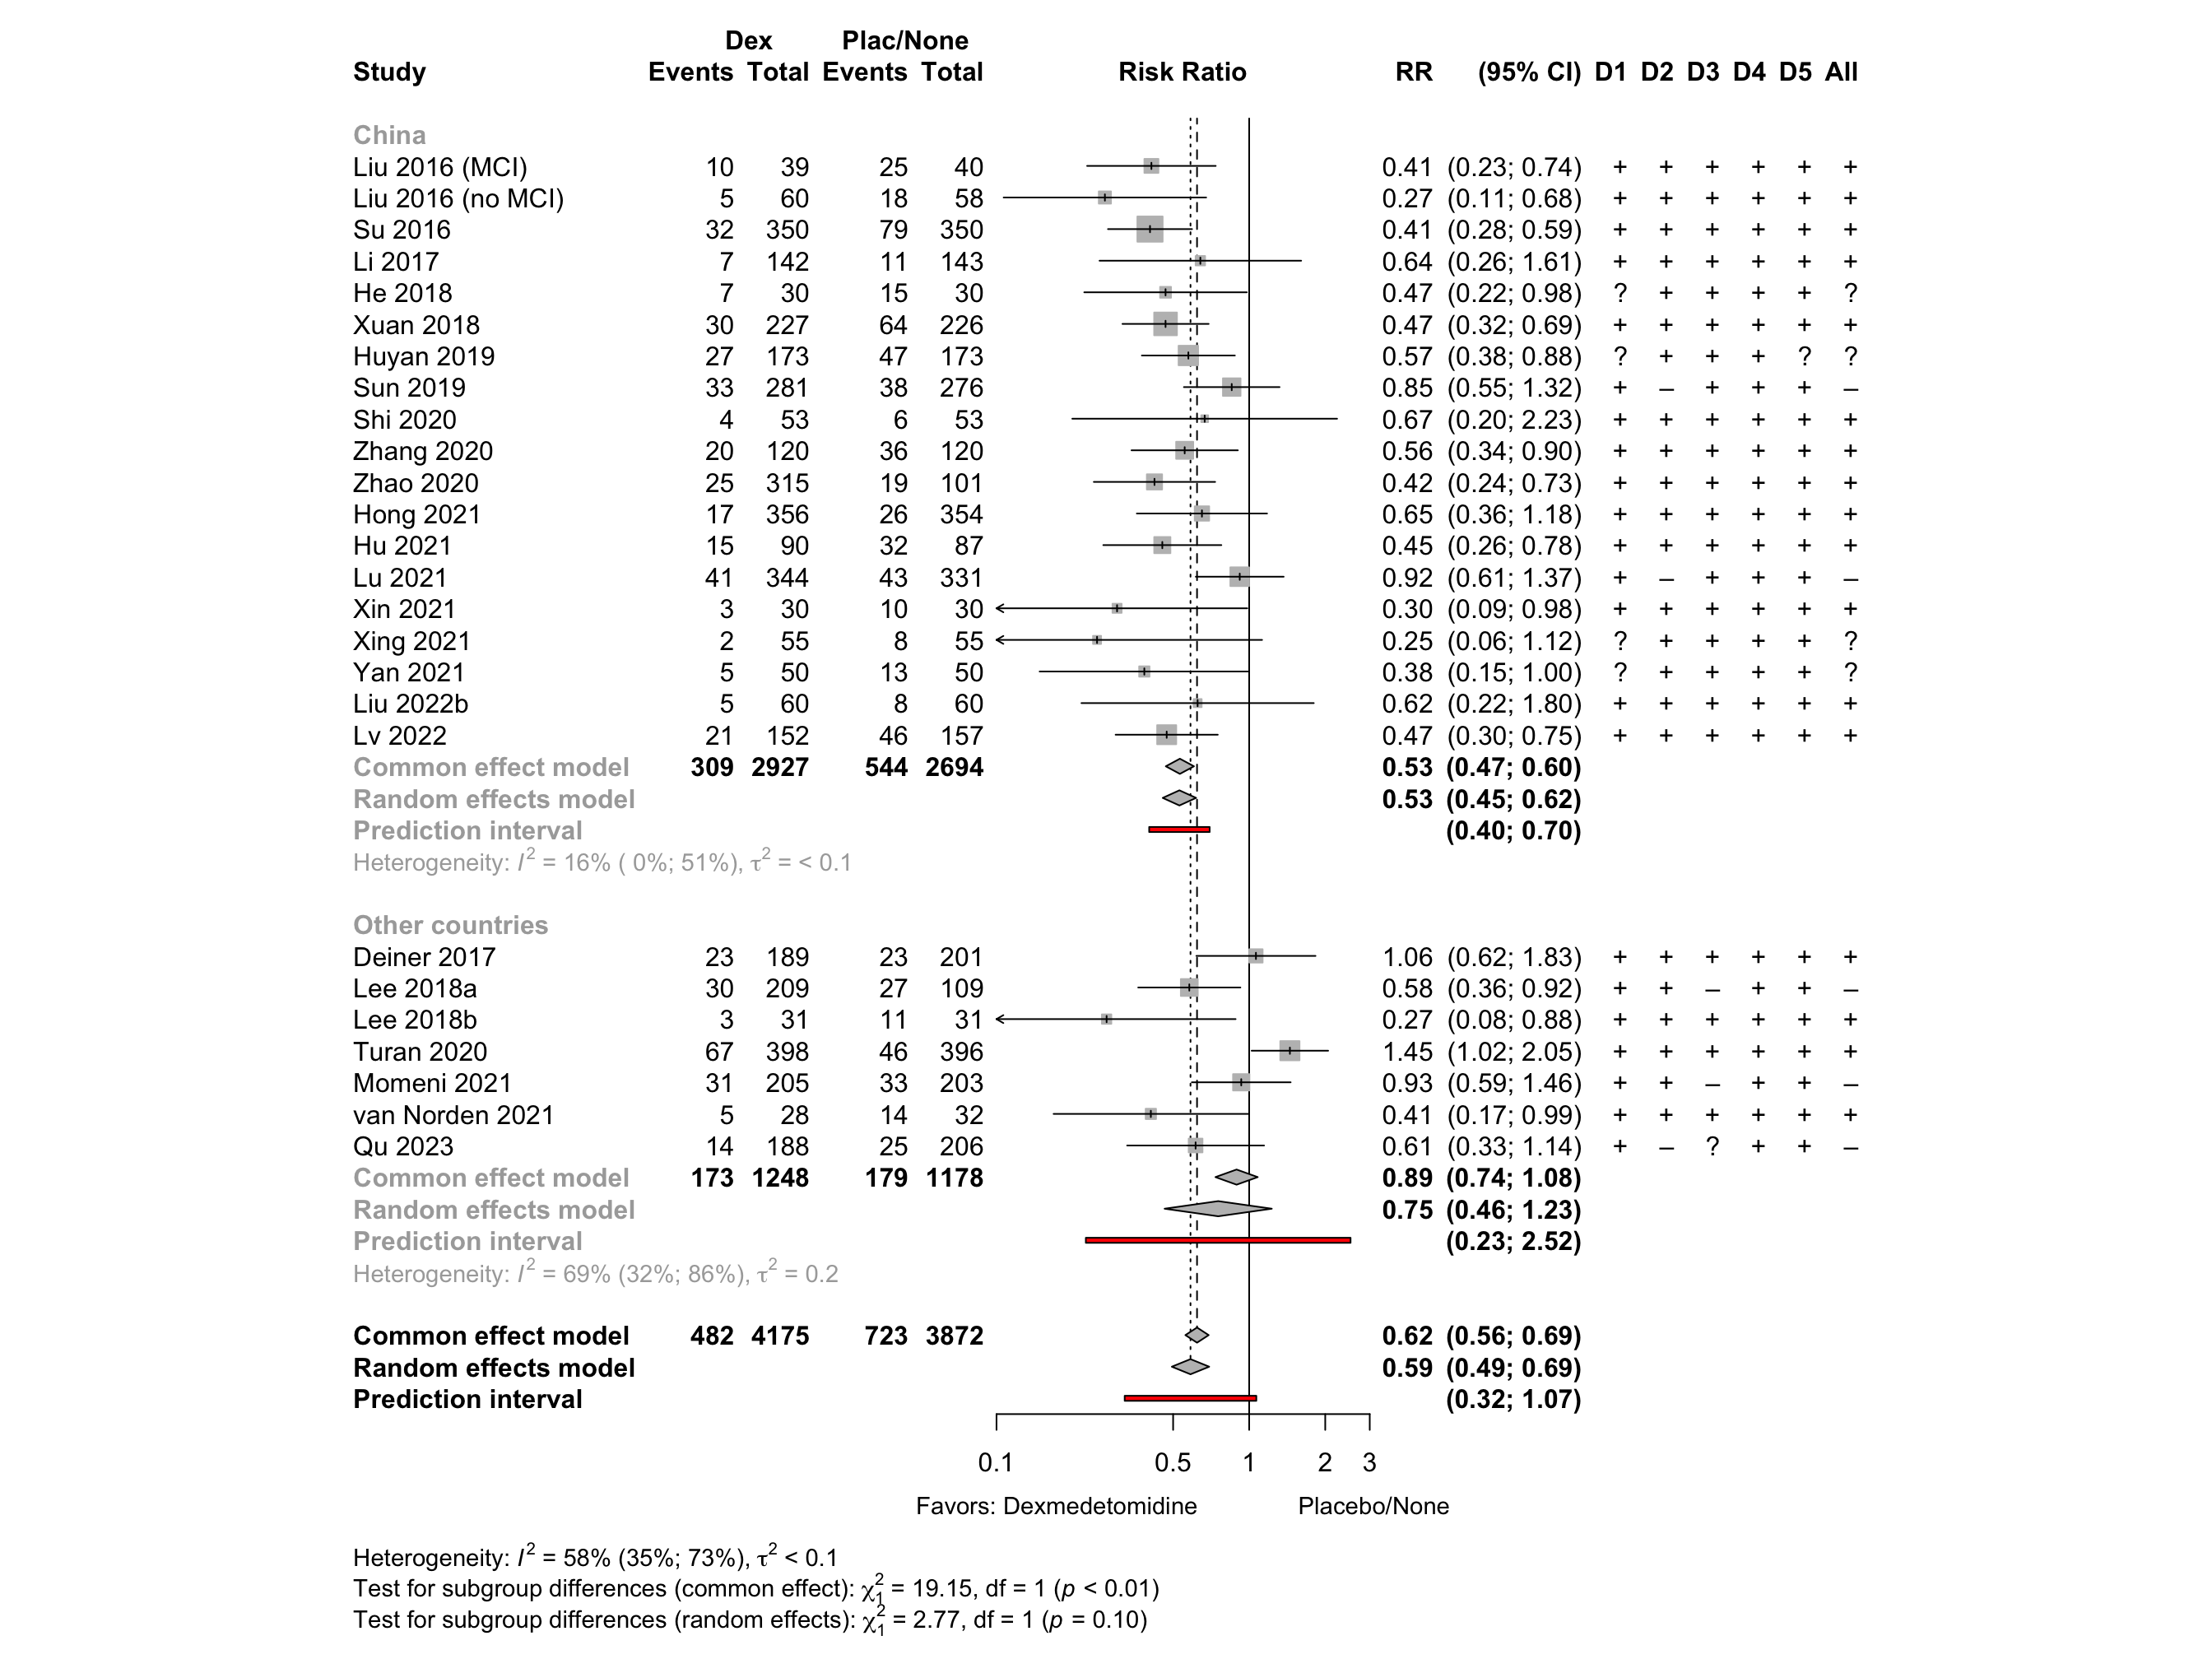 Dex Plac/None
Study Events Total Events Total Risk Ratio RR (95% CI) D1 D2 D3 D4 D5 All
China
Liu 2016 (MCI) 10 39 25 40 0.41 (0.23; 0.74) + + + + + +
Liu 2016 (no MCI) 5 60 18 58 0.27 (0.11; 0.68) + + + + + +
Su 2016 32 350 79 350 0.41 (0.28; 0.59) + + + + + +
Li 2017 7 142 11 143 0.64 (0.26; 1.61) + + + + + +
He 2018 7 30 15 30 0.47 (0.22; 0.98) ? + + + + ?
Xuan 2018 30 227 64 226 0.47 (0.32; 0.69) + + + + + +
Huyan 2019 27 173 47 173 0.57 (0.38; 0.88) ? + + + ? ?
Sun 2019 33 281 38 276 0.85 (0.55; 1.32) + – + + + –
Shi 2020 4 53 6 53 0.67 (0.20; 2.23) + + + + + +
Zhang 2020 20 120 36 120 0.56 (0.34; 0.90) + + + + + +
Zhao 2020 25 315 19 101 0.42 (0.24; 0.73) + + + + + +
Hong 2021 17 356 26 354 0.65 (0.36; 1.18) + + + + + +
Hu 2021 15 90 32 87 0.45 (0.26; 0.78) + + + + + +
Lu 2021 41 344 43 331 0.92 (0.61; 1.37) + – + + + –
Xin 2021 3 30 10 30 0.30 (0.09; 0.98) + + + + + +
Xing 2021 2 55 8 55 0.25 (0.06; 1.12) ? + + + + ?
Yan 2021 5 50 13 50 0.38 (0.15; 1.00) ? + + + + ?
Liu 2022b 5 60 8 60 0.62 (0.22; 1.80) + + + + + +
Lv 2022 21 152 46 157 0.47 (0.30; 0.75) + + + + + +
Common effect model 309 2927 544 2694 0.53 (0.47; 0.60)
Random effects model 0.53 (0.45; 0.62)
Prediction interval (0.40; 0.70)
Heterogeneity: I² = 16% ( 0%; 51%), τ² = < 0.1
Other countries
Deiner 2017 23 189 23 201 1.06 (0.62; 1.83) + + + + + +
Lee 2018a 30 209 27 109 0.58 (0.36; 0.92) + + – + + –
Lee 2018b 3 31 11 31 0.27 (0.08; 0.88) + + + + + +
Turan 2020 67 398 46 396 1.45 (1.02; 2.05) + + + + + +
Momeni 2021 31 205 33 203 0.93 (0.59; 1.46) + + – + + –
van Norden 2021 5 28 14 32 0.41 (0.17; 0.99) + + + + + +
Qu 2023 14 188 25 206 0.61 (0.33; 1.14) + – ? + + –
Common effect model 173 1248 179 1178 0.89 (0.74; 1.08)
Random effects model 0.75 (0.46; 1.23)
Prediction interval (0.23; 2.52)
Heterogeneity: I² = 69% (32%; 86%), τ² = 0.2
Common effect model 482 4175 723 3872 0.62 (0.56; 0.69)
Random effects model 0.59 (0.49; 0.69)
Prediction interval (0.32; 1.07)
0.1 0.5 1 2 3
Favors: Dexmedetomidine Placebo/None
Heterogeneity: I² = 58% (35%; 73%), τ² < 0.1
Test for subgroup differences (common effect): χ₁² = 19.15, df = 1 (p < 0.01)
Test for subgroup differences (random effects): χ₁² = 2.77, df = 1 (p = 0.10)